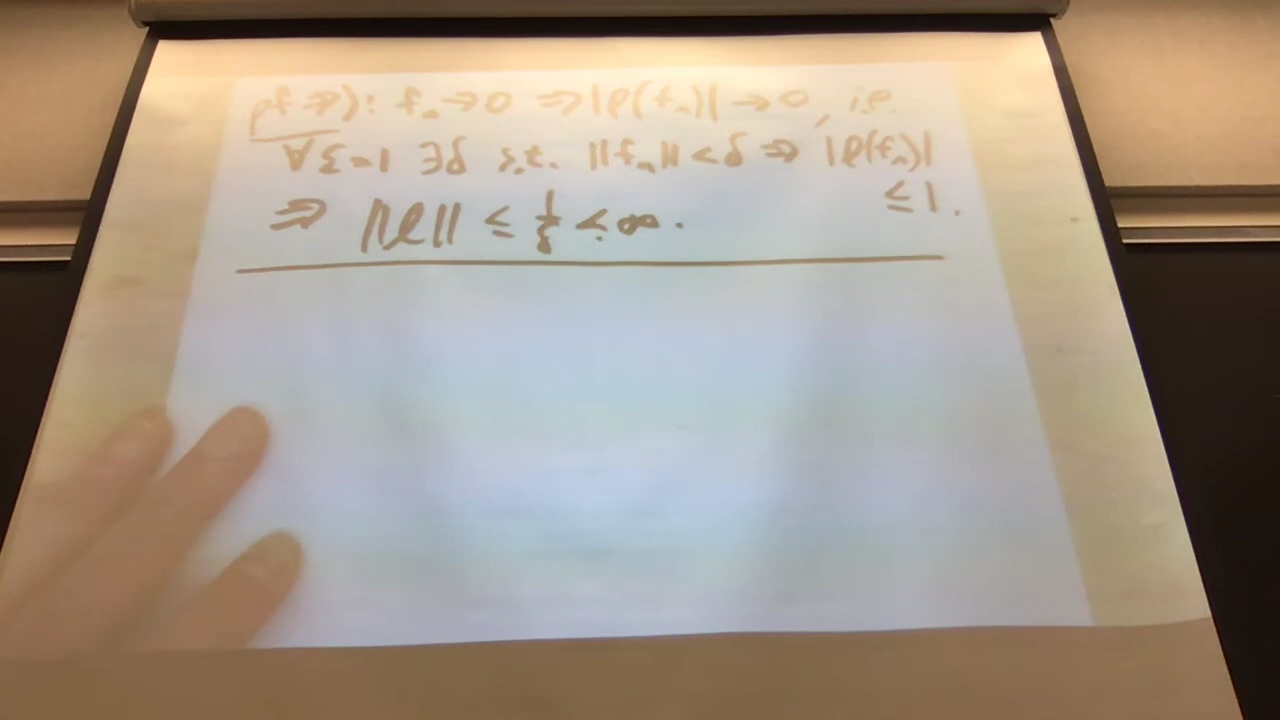 pf ⇒): fₙ → 0 ⇒ |ℓ(fₙ)| → 0, i.e.
∀ε=1 ∃δ s.t. ||fₙ|| < δ ⇒ |ℓ(fₙ)|
≤ 1.
⇒ ||ℓ|| ≤ 1/δ < ∞.